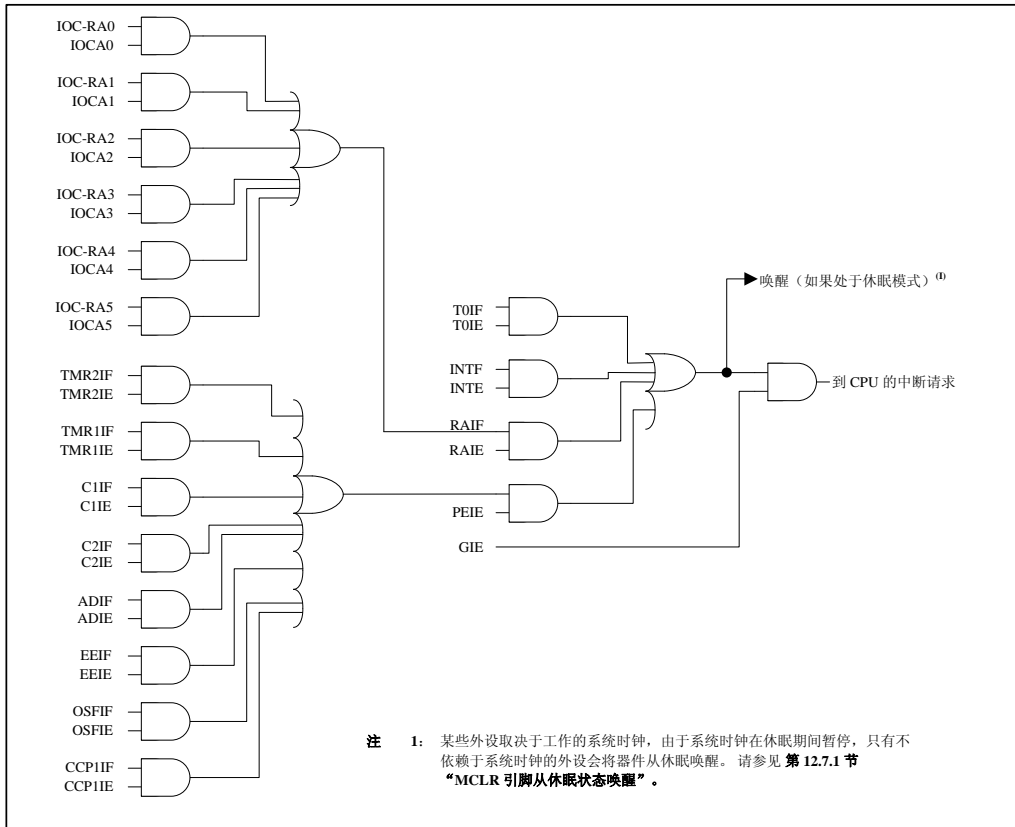 IOC-RA0
IOCA0
IOC-RA1
IOCA1
IOC-RA2
IOCA2
IOC-RA3
IOCA3
IOC-RA4
IOCA4
IOC-RA5
IOCA5
TMR2IF
TMR2IE
TMR1IF
TMR1IE
C1IF
C1IE
C2IF
C2IE
ADIF
ADIE
EEIF
EEIE
OSFIF
OSFIE
CCP1IF
CCP1IE
T0IF
T0IE
INTF
INTE
RAIF
RAIE
PEIE
GIE
唤醒（如果处于休眠模式）(1)
到 CPU 的中断请求
注 1： 某些外设取决于工作的系统时钟，由于系统时钟在休眠期间暂停，只有不
依赖于系统时钟的外设会将器件从休眠唤醒。 请参见 第 12.7.1 节
“MCLR 引脚从休眠状态唤醒”。